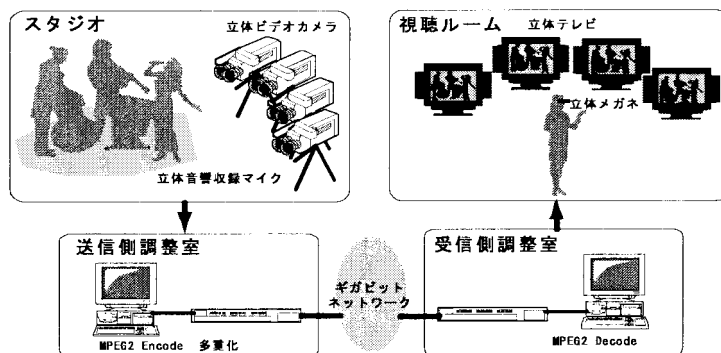 スタジオ
立体ビデオカメラ
立体音響収録マイク
視聴ルーム
立体テレビ
立体メガネ
送信側調整室
MPEG2 Encode 多重化
ギガビット
ネットワーク
受信側調整室
MPEG2 Decode